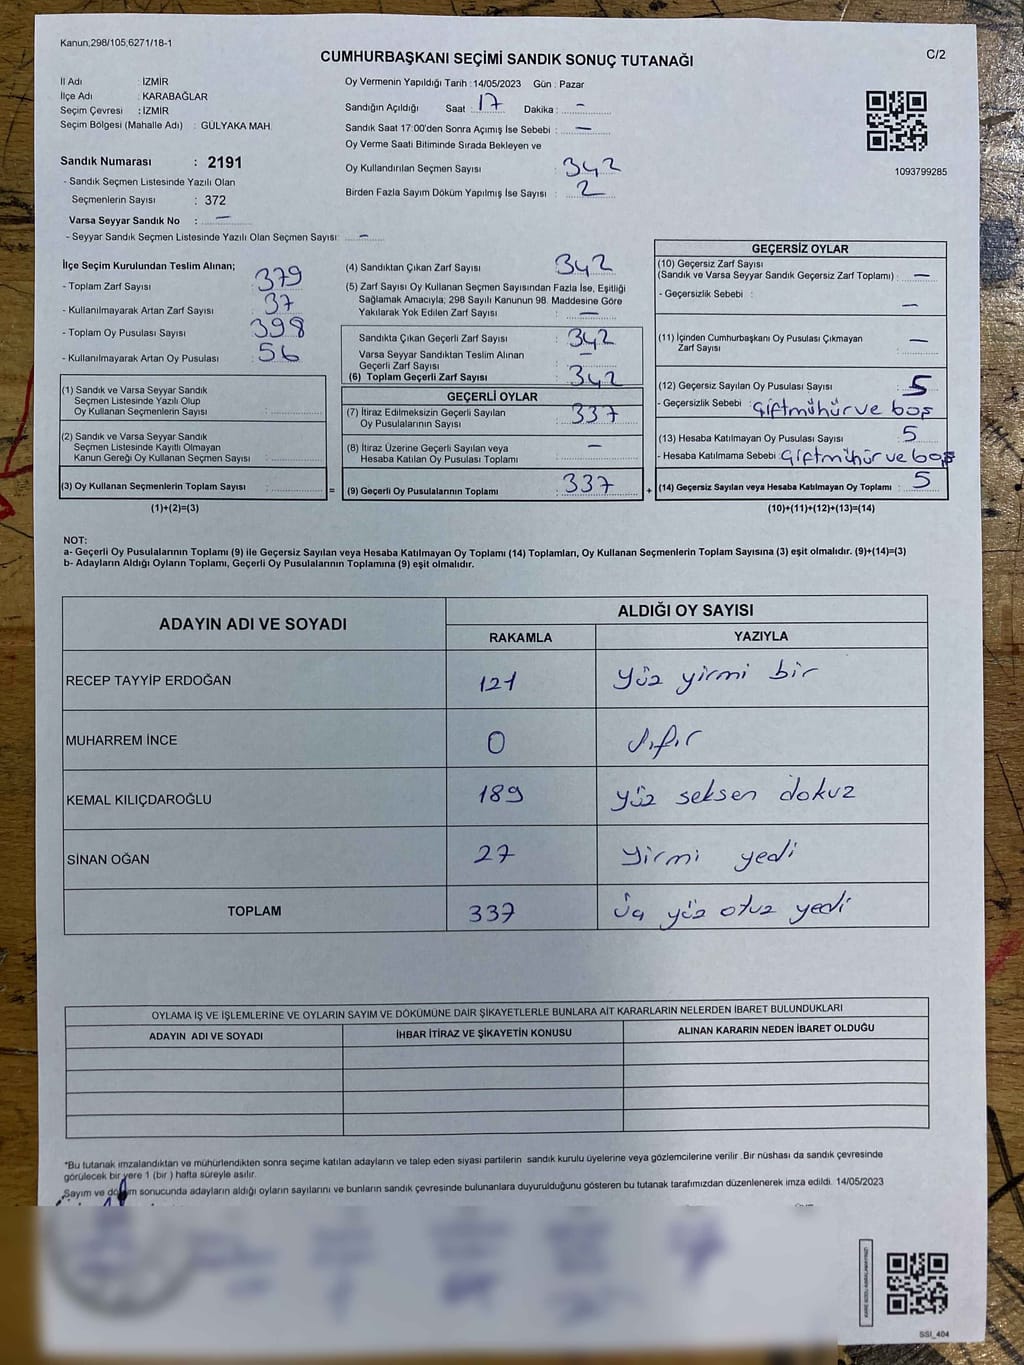 Kanun,298/105;6271/18-1
C/2
CUMHURBAŞKANI SEÇİMİ SANDIK SONUÇ TUTANAĞI
İl Adı : İZMİR
İlçe Adı : KARABAĞLAR
Seçim Çevresi : İZMİR
Seçim Bölgesi (Mahalle Adı) : GÜLYAKA MAH.
Sandık Numarası : 2191
- Sandık Seçmen Listesinde Yazılı Olan
Seçmenlerin Sayısı : 372
Varsa Seyyar Sandık No : –
- Seyyar Sandık Seçmen Listesinde Yazılı Olan Seçmen Sayısı: –
Oy Vermenin Yapıldığı Tarih : 14/05/2023 Gün : Pazar
Sandığın Açıldığı Saat : 17 Dakika : –
Sandık Saat 17:00'den Sonra Açımış İse Sebebi : –
Oy Verme Saati Bitiminde Sırada Bekleyen ve
Oy Kullandırılan Seçmen Sayısı : 342
Birden Fazla Sayım Döküm Yapılmış İse Sayısı : 2
1093799285
İlçe Seçim Kurulundan Teslim Alınan;
- Toplam Zarf Sayısı : 379
- Kullanılmayarak Artan Zarf Sayısı : 37
- Toplam Oy Pusulası Sayısı : 398
- Kullanılmayarak Artan Oy Pusulası : 56
(1) Sandık ve Varsa Seyyar Sandık
Seçmen Listesinde Yazılı Olup
Oy Kullanan Seçmenlerin Sayısı :
(2) Sandık ve Varsa Seyyar Sandık
Seçmen Listesinde Kayıtlı Olmayan
Kanun Gereği Oy Kullanan Seçmen Sayısı :
(3) Oy Kullanan Seçmenlerin Toplam Sayısı : =
(1)+(2)=(3)
(4) Sandıktan Çıkan Zarf Sayısı : 342
(5) Zarf Sayısı Oy Kullanan Seçmen Sayısından Fazla İse, Eşitliği
Sağlamak Amacıyla; 298 Sayılı Kanunun 98. Maddesine Göre
Yakılarak Yok Edilen Zarf Sayısı : –
Sandıkta Çıkan Geçerli Zarf Sayısı : 342
Varsa Seyyar Sandıktan Teslim Alınan
Geçerli Zarf Sayısı : –
(6) Toplam Geçerli Zarf Sayısı : 342
GEÇERLİ OYLAR
(7) İtiraz Edilmeksizin Geçerli Sayılan
Oy Pusulalarının Sayısı : 337
(8) İtiraz Üzerine Geçerli Sayılan veya
Hesaba Katılan Oy Pusulası Toplamı : –
(9) Geçerli Oy Pusulalarının Toplamı : 337 +
GEÇERSİZ OYLAR
(10) Geçersiz Zarf Sayısı
(Sandık ve Varsa Seyyar Sandık Geçersiz Zarf Toplamı) : –
- Geçersizlik Sebebi : –
(11) İçinden Cumhurbaşkanı Oy Pusulası Çıkmayan
Zarf Sayısı : –
(12) Geçersiz Sayılan Oy Pusulası Sayısı : 5
- Geçersizlik Sebebi : Çiftmühür ve boş
(13) Hesaba Katılmayan Oy Pusulası Sayısı : 5
- Hesaba Katılmama Sebebi : Çiftmühür ve boş
(14) Geçersiz Sayılan veya Hesaba Katılmayan Oy Toplamı : 5
(10)+(11)+(12)+(13)=(14)
NOT:
a- Geçerli Oy Pusulalarının Toplamı (9) ile Geçersiz Sayılan veya Hesaba Katılmayan Oy Toplamı (14) Toplamları, Oy Kullanan Seçmenlerin Toplam Sayısına (3) eşit olmalıdır. (9)+(14)=(3)
b- Adayların Aldığı Oyların Toplamı, Geçerli Oy Pusulalarının Toplamına (9) eşit olmalıdır.
ADAYIN ADI VE SOYADI
ALDIĞI OY SAYISI
RAKAMLA YAZIYLA
RECEP TAYYİP ERDOĞAN 121 yüz yirmi bir
MUHARREM İNCE 0 sıfır
KEMAL KILIÇDAROĞLU 189 yüz seksen dokuz
SİNAN OĞAN 27 yirmi yedi
TOPLAM 337 üç yüz otuz yedi
OYLAMA İŞ VE İŞLEMLERİNE VE OYLARIN SAYIM VE DÖKÜMÜNE DAİR ŞİKAYETLERLE BUNLARA AİT KARARLARIN NELERDEN İBARET BULUNDUKLARI
ADAYIN ADI VE SOYADI İHBAR İTİRAZ VE ŞİKAYETİN KONUSU ALINAN KARARIN NEDEN İBARET OLDUĞU
*Bu tutanak imzalandıktan ve mühürlendikten sonra seçime katılan adayların ve talep eden siyasi partilerin sandık kurulu üyelerine veya gözlemcilerine verilir .Bir nüshası da sandık çevresinde
görülecek bir yere 1 (bir ) hafta süreyle asılır.
Sayım ve döküm sonucunda adayların aldığı oyların sayılarını ve bunların sandık çevresinde bulunanlara duyurulduğunu gösteren bu tutanak tarafımızdan düzenlenerek imza edildi. 14/05/2023
SSI_404